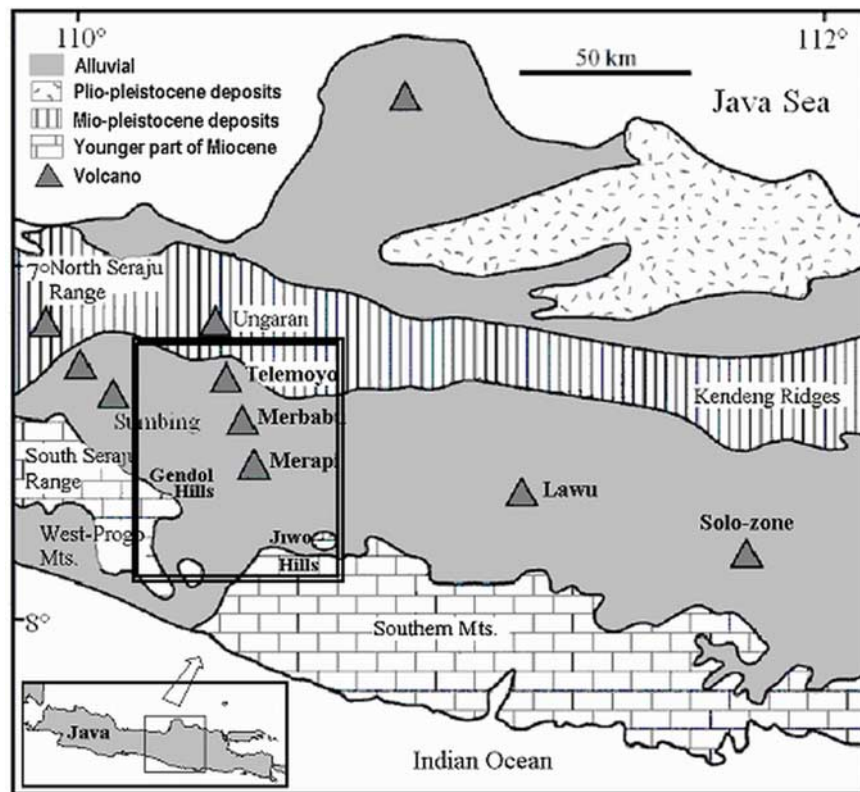 110°
112°
50 km
Alluvial
Plio-pleistocene deposits
Mio-pleistocene deposits
Younger part of Miocene
Volcano
Java Sea
7° North Seraju
Range
Ungaran
Telemoyo
Kendeng Ridges
Sumbing
Merbabu
South Seraju
Range
Gendol
Hills
Merapi
Lawu
Solo-zone
West-Progo
Mts.
Jiwo
Hills
8°
Southern Mts.
Java
Indian Ocean